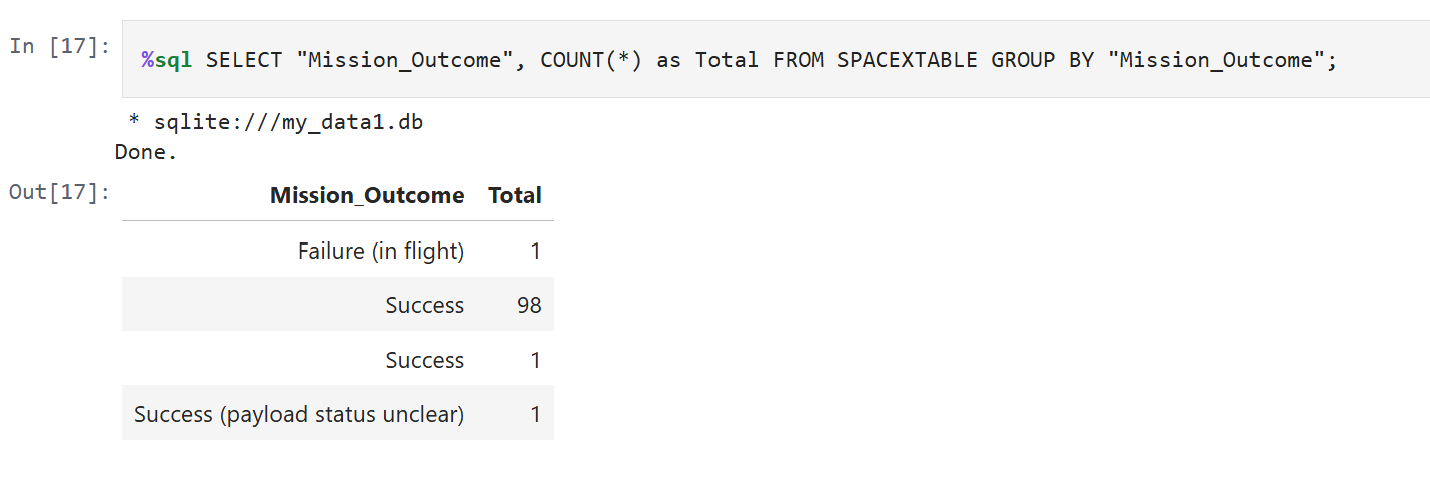 In [17]: %sql SELECT "Mission_Outcome", COUNT(*) as Total FROM SPACEXTABLE GROUP BY "Mission_Outcome";
* sqlite:///my_data1.db
Done.
Out[17]: Mission_Outcome Total
Failure (in flight) 1
Success 98
Success 1
Success (payload status unclear) 1